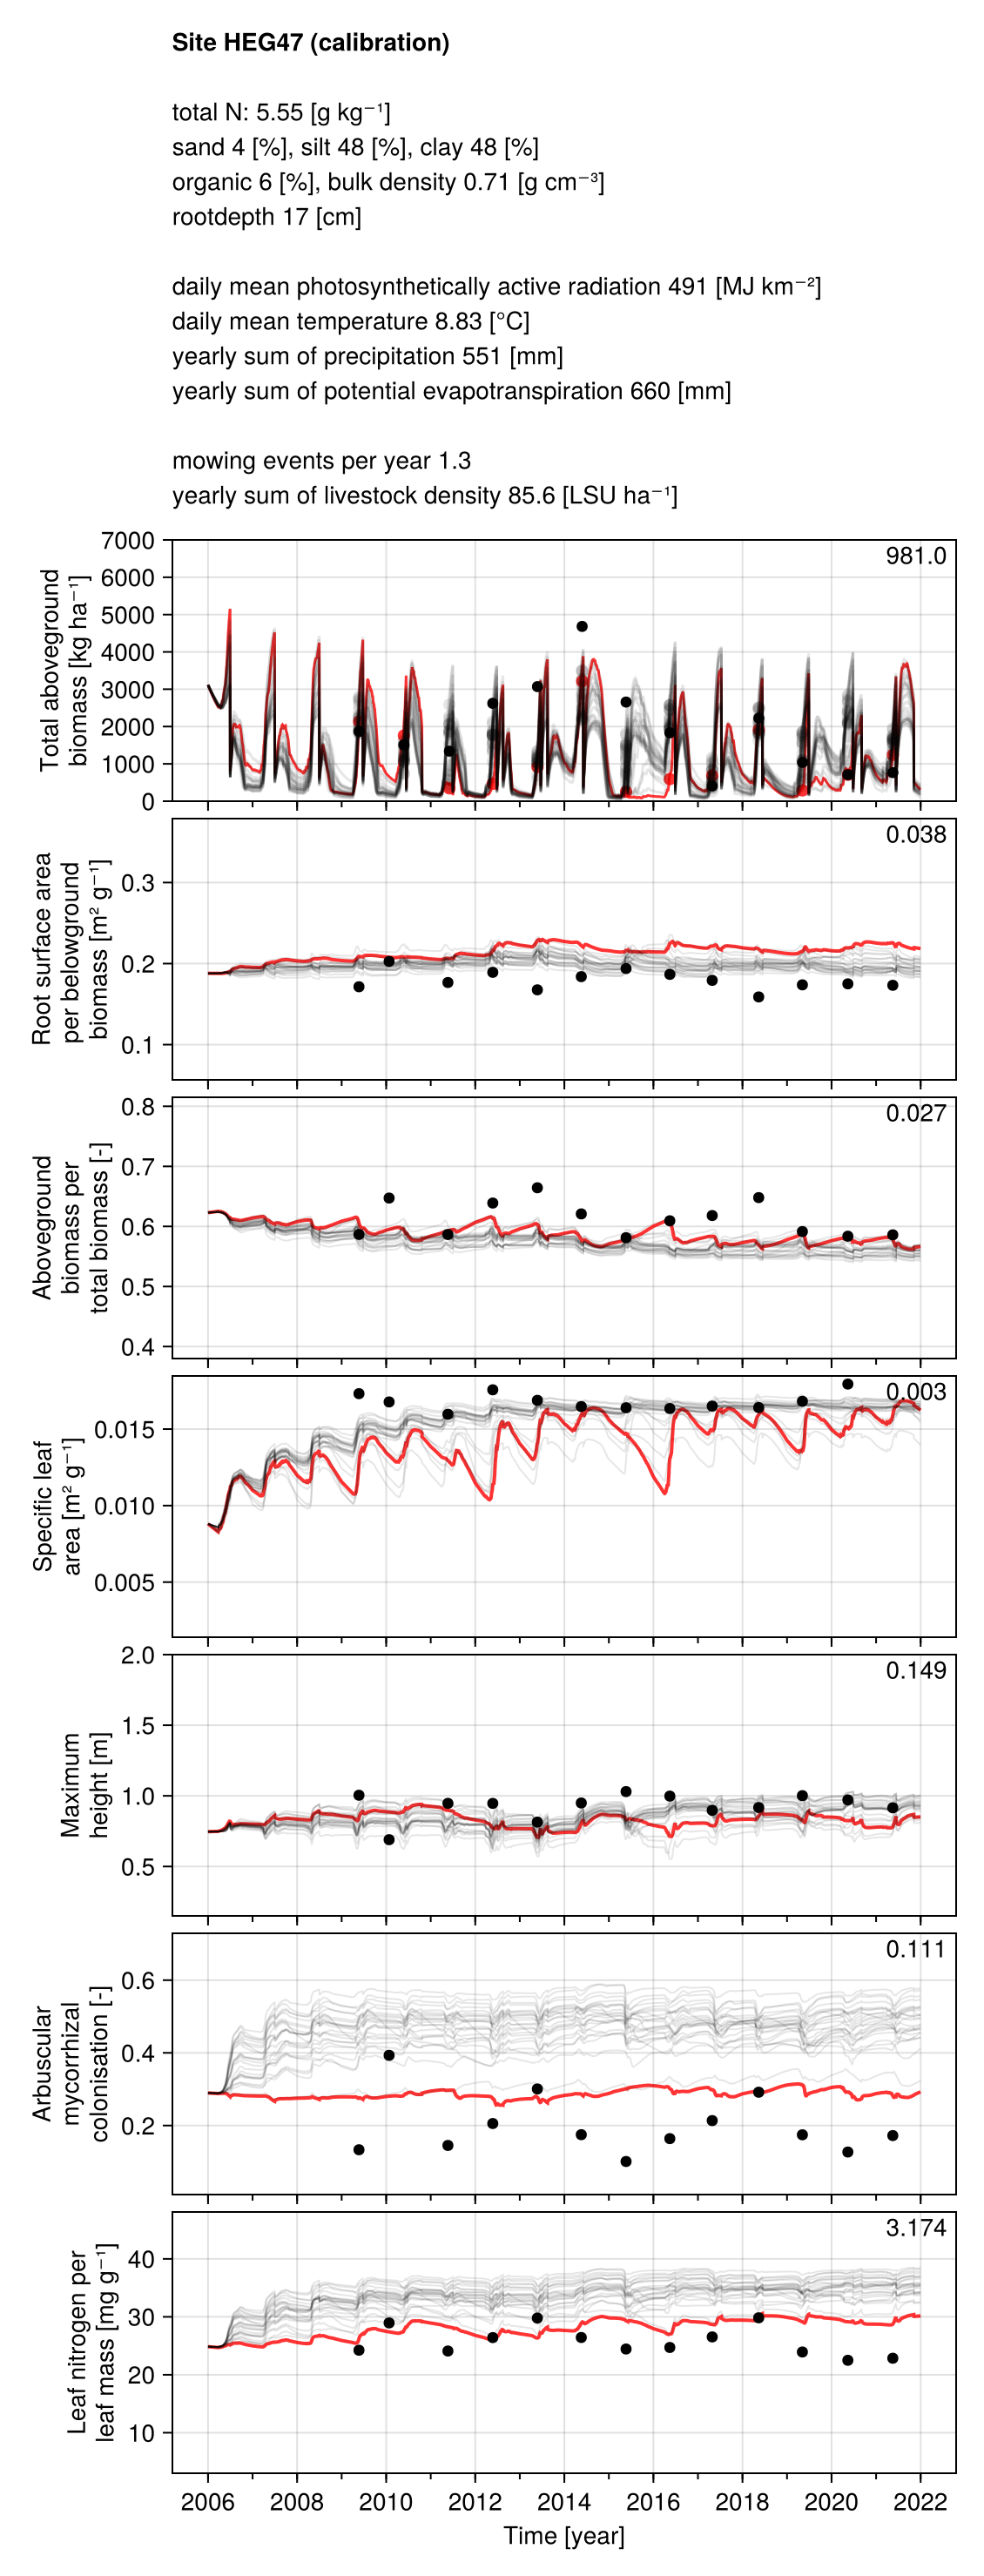 Site HEG47 (calibration)
total N: 5.55 [g kg⁻¹]
sand 4 [%], silt 48 [%], clay 48 [%]
organic 6 [%], bulk density 0.71 [g cm⁻³]
rootdepth 17 [cm]
daily mean photosynthetically active radiation 491 [MJ km⁻²]
daily mean temperature 8.83 [°C]
yearly sum of precipitation 551 [mm]
yearly sum of potential evapotranspiration 660 [mm]
mowing events per year 1.3
yearly sum of livestock density 85.6 [LSU ha⁻¹]
Total aboveground
biomass [kg ha⁻¹]
7000
6000
5000
4000
3000
2000
1000
0
981.0
Root surface area
per belowground
biomass [m² g⁻¹]
0.3
0.2
0.1
0.038
Aboveground
biomass per
total biomass [-]
0.8
0.7
0.6
0.5
0.4
0.027
Specific leaf
area [m² g⁻¹]
0.015
0.010
0.005
0.003
Maximum
height [m]
2.0
1.5
1.0
0.5
0.149
Arbuscular
mycorrhizal
colonisation [-]
0.6
0.4
0.2
0.111
Leaf nitrogen per
leaf mass [mg g⁻¹]
40
30
20
10
3.174
2006 2008 2010 2012 2014 2016 2018 2020 2022
Time [year]